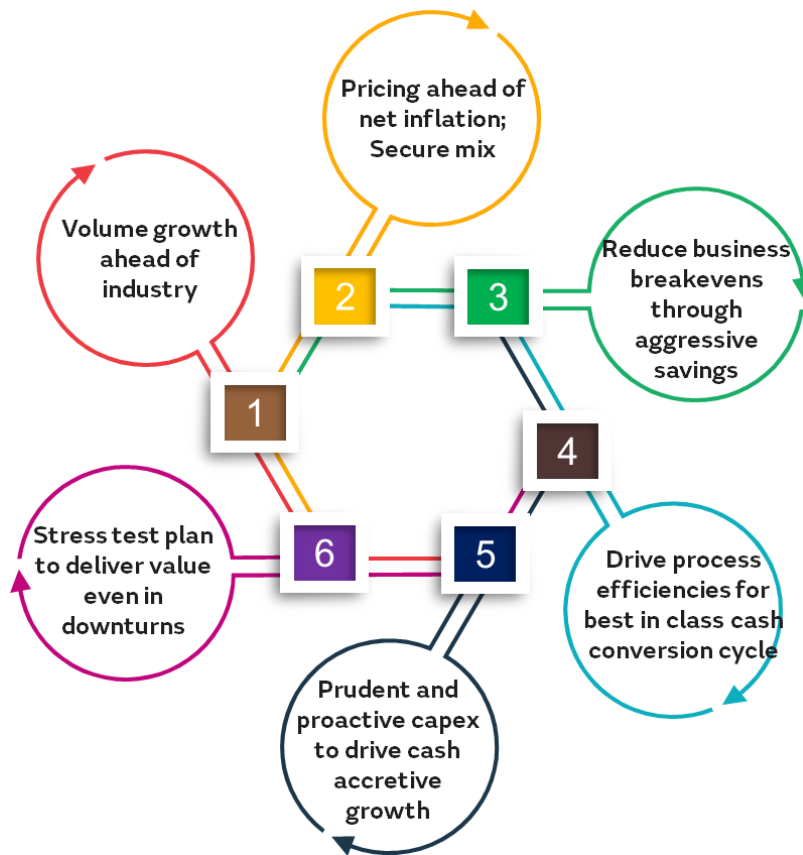 1
Volume growth
ahead of
industry
2
Pricing ahead of
net inflation;
Secure mix
3
Reduce business
breakevens
through
aggressive
savings
4
Drive process
efficiencies for
best in class cash
conversion cycle
5
Prudent and
proactive capex
to drive cash
accretive
growth
6
Stress test plan
to deliver value
even in
downturns